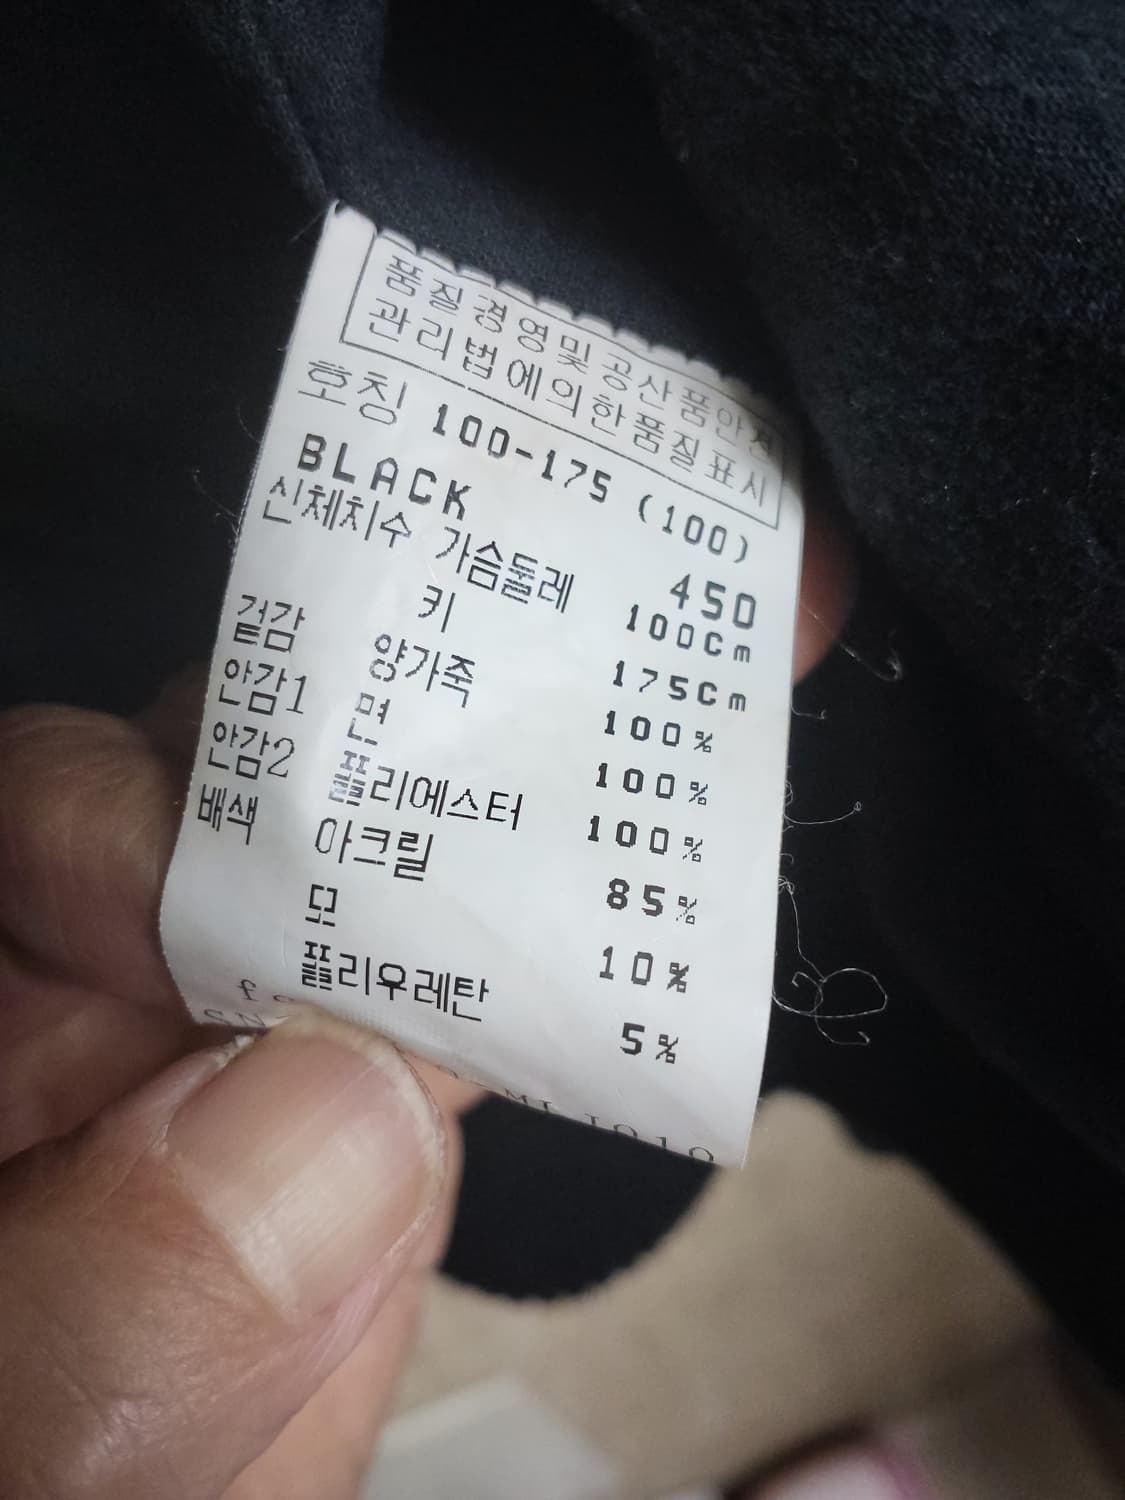 품질경영및공산품안전
관리법에의한품질표시
호칭 100-175 (100)
BLACK 450
신체치수 가슴둘레 100Cm
키 175Cm
겉감 양가죽 100%
안감1 면 100%
안감2 폴리에스터 100%
배색 아크릴 85%
모 10%
폴리우레탄 5%